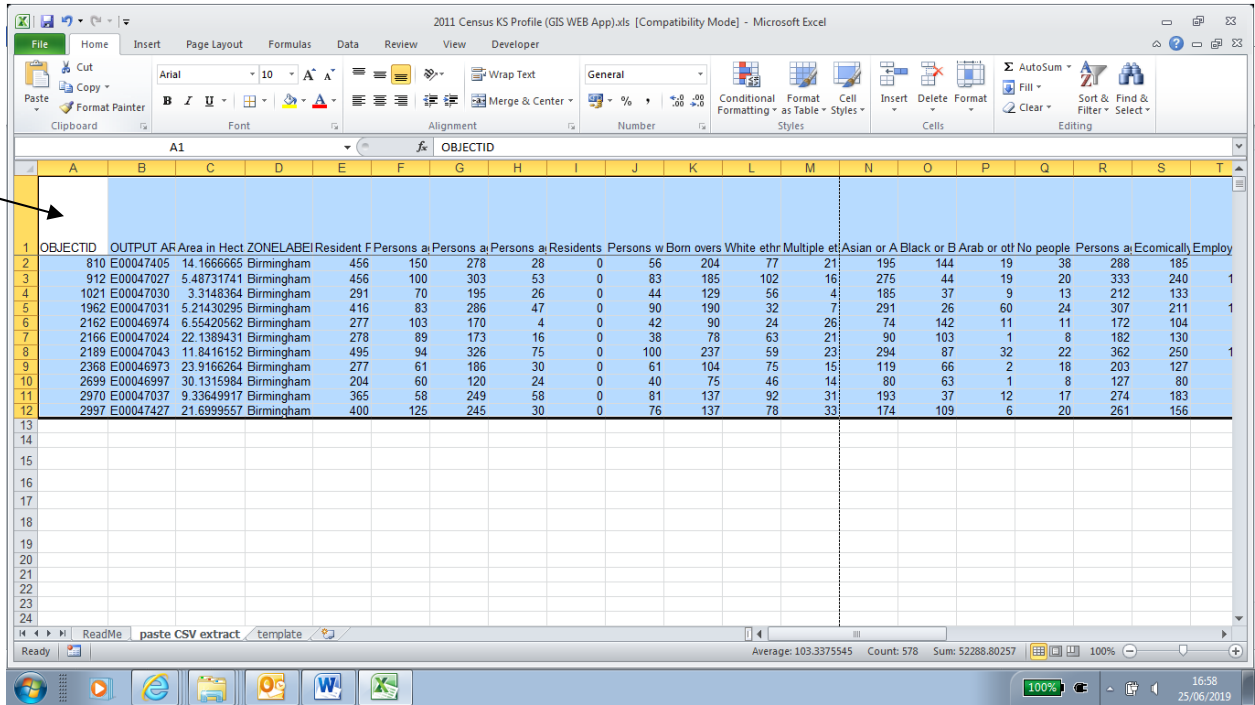 2011 Census KS Profile (GIS WEB App).xls [Compatibility Mode] - Microsoft Excel
File Home Insert Page Layout Formulas Data Review View Developer
Paste
Cut
Copy
Format Painter
Clipboard
Arial 10
B I U
Font
Wrap Text
Merge & Center
Alignment
General
Number
Conditional Formatting
Format as Table
Cell Styles
Styles
Insert Delete Format
Cells
Σ AutoSum
Fill
Clear
Sort & Filter
Find & Select
Editing
A1 fx OBJECTID
A B C D E F G H I J K L M N O P Q R S T
1 OBJECTID OUTPUT AR Area in Hect ZONELABEL Resident P Persons a Persons a Persons a Residents Persons w Born overs White ethr Multiple et Asian or A Black or B Arab or oth No people Persons a Ecomically Employ
2 810 E00047405 14.1666665 Birmingham 456 150 278 28 0 56 204 77 21 195 144 19 38 288 185
3 912 E00047027 5.48731741 Birmingham 456 100 303 53 0 83 185 102 16 275 44 19 20 333 240 1
4 1021 E00047030 3.3148364 Birmingham 291 70 195 26 0 44 129 56 4 185 37 9 13 212 133
5 1962 E00047031 5.21430295 Birmingham 416 83 286 47 0 90 190 32 7 291 26 60 24 307 211 1
6 2162 E00046974 6.55420562 Birmingham 277 103 170 4 0 42 90 24 26 74 142 11 11 172 104
7 2166 E00047024 22.1389431 Birmingham 278 89 173 16 0 38 78 63 21 90 103 1 8 182 130
8 2189 E00047043 11.8416152 Birmingham 495 94 326 75 0 100 237 59 23 294 87 32 22 362 250 1
9 2368 E00046973 23.9166264 Birmingham 277 61 186 30 0 61 104 75 15 119 66 2 18 203 127
10 2699 E00046997 30.1315984 Birmingham 204 60 120 24 0 40 75 46 14 80 63 1 8 127 80
11 2970 E00047037 9.33649917 Birmingham 365 58 249 58 0 81 137 92 31 193 37 12 17 274 183
12 2997 E00047427 21.6999557 Birmingham 400 125 245 30 0 76 137 78 33 174 109 6 20 261 156
13
14
15
16
17
18
19
20
21
22
23
24
ReadMe paste CSV extract template
Ready Average: 103.3375545 Count: 578 Sum: 52288.80257 100%
100% 16:58
25/06/2019